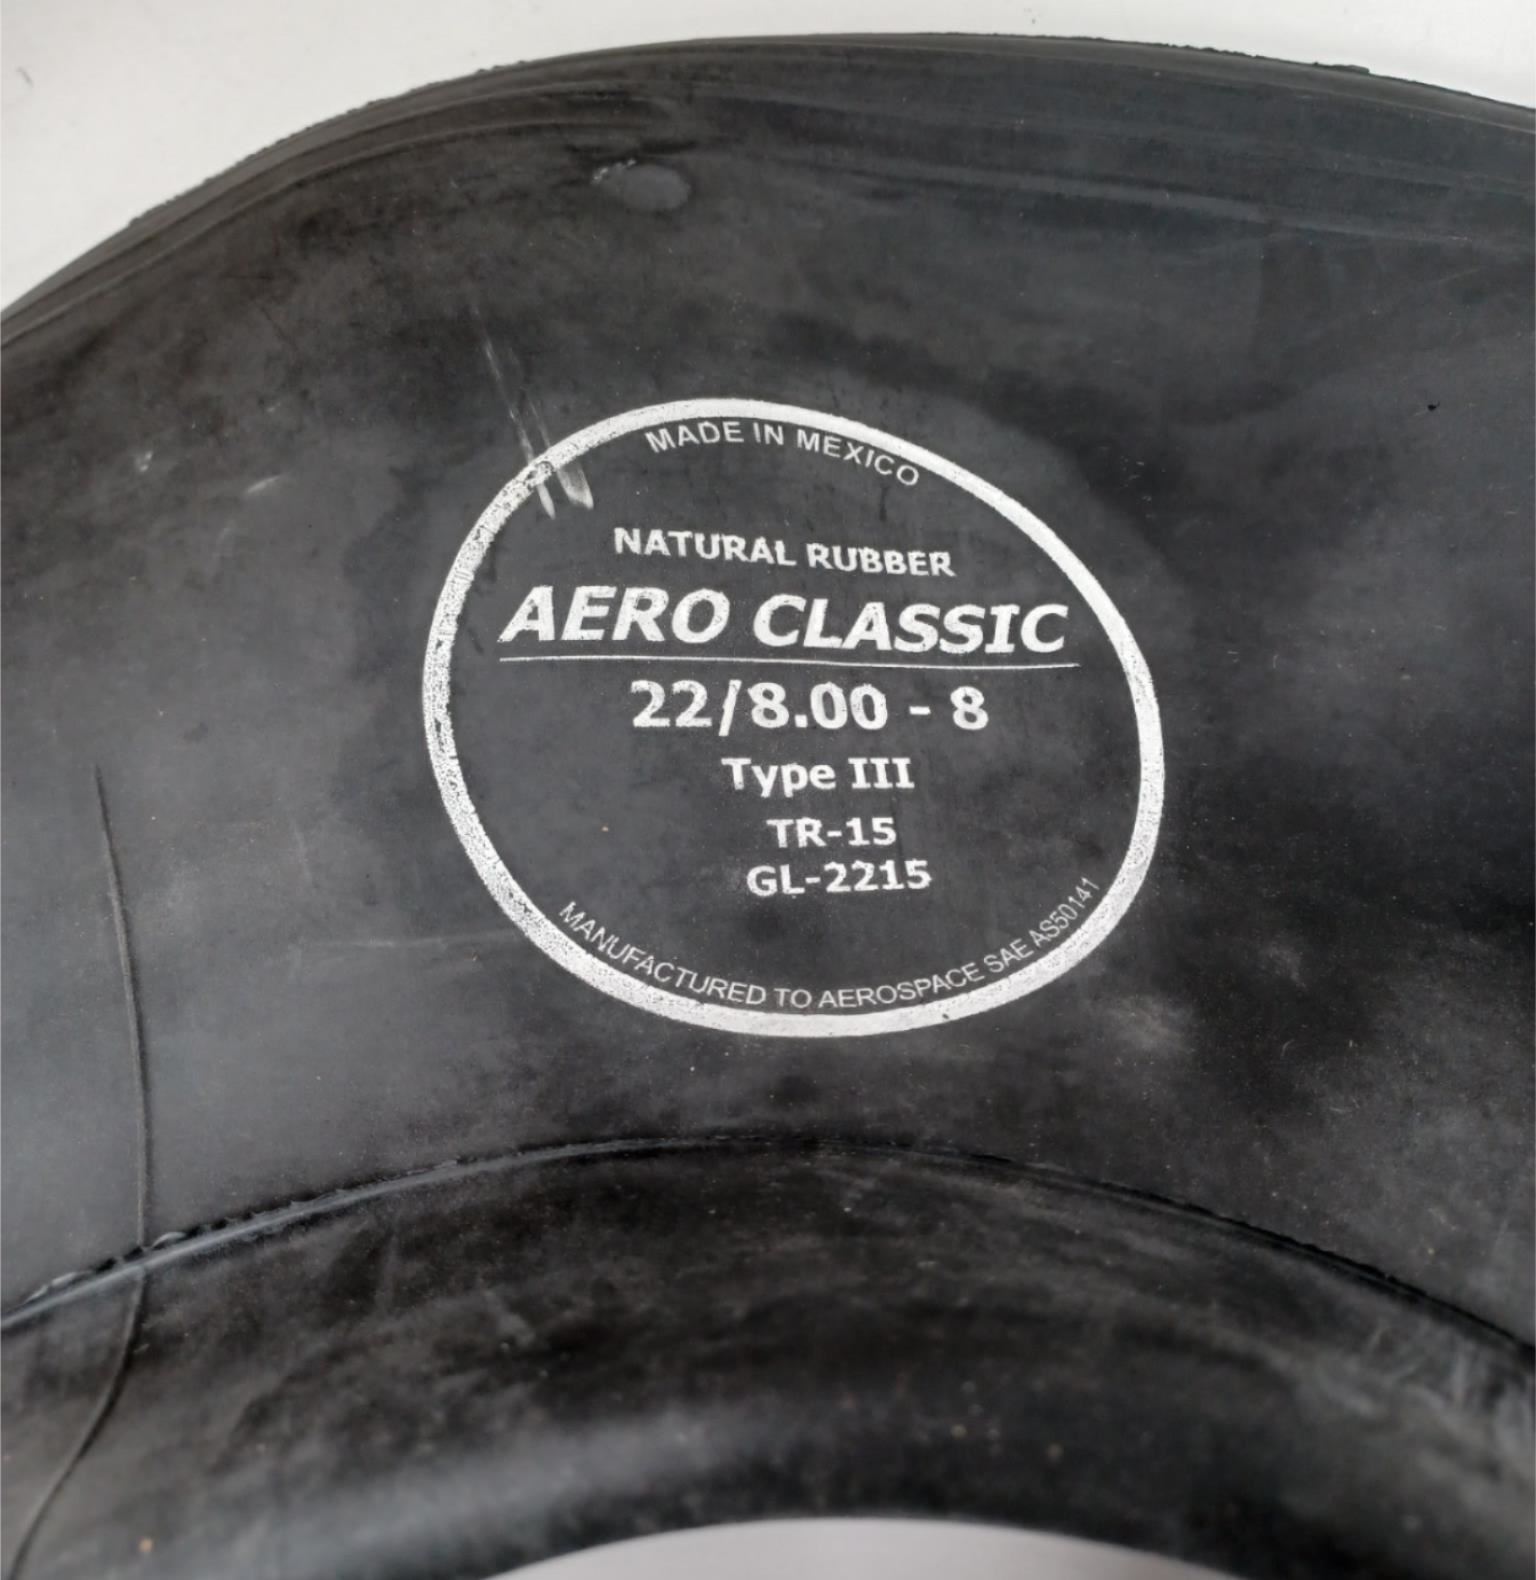 MADE IN MEXICO
NATURAL RUBBER
AERO CLASSIC
22/8.00 - 8
Type III
TR-15
GL-2215
MANUFACTURED TO AEROSPACE SAE AS50141